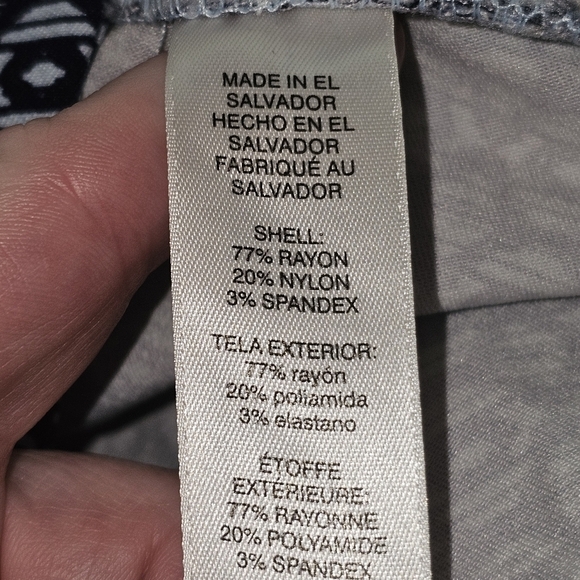 MADE IN EL
SALVADOR
HECHO EN EL
SALVADOR
FABRIQUÉ AU
SALVADOR
SHELL:
77% RAYON
20% NYLON
3% SPANDEX
TELA EXTERIOR:
77% rayón
20% poliamida
3% elastano
ÉTOFFE
EXTERIEURE:
77% RAYONNE
20% POLYAMIDE
3% SPANDEX